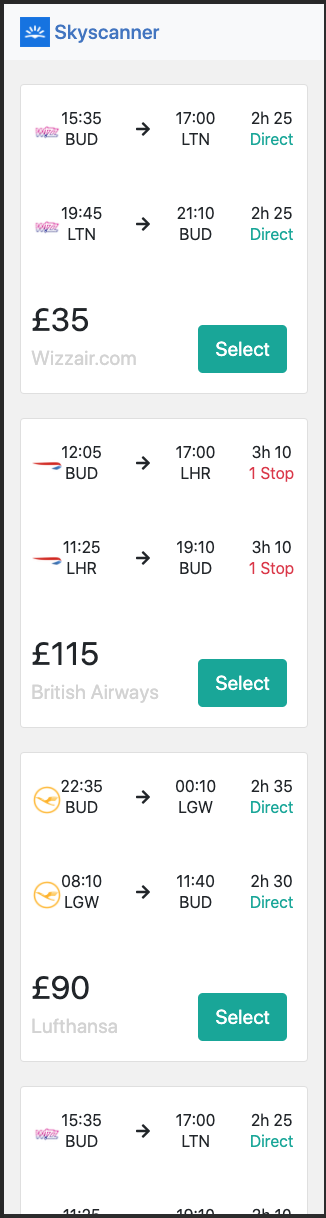 Skyscanner
15:35 17:00 2h 25
BUD LTN Direct
19:45 21:10 2h 25
LTN BUD Direct
£35
Wizzair.com
Select
12:05 17:00 3h 10
BUD LHR 1 Stop
11:25 19:10 3h 10
LHR BUD 1 Stop
£115
British Airways
Select
22:35 00:10 2h 35
BUD LGW Direct
08:10 11:40 2h 30
LGW BUD Direct
£90
Lufthansa
Select
15:35 17:00 2h 25
BUD LTN Direct